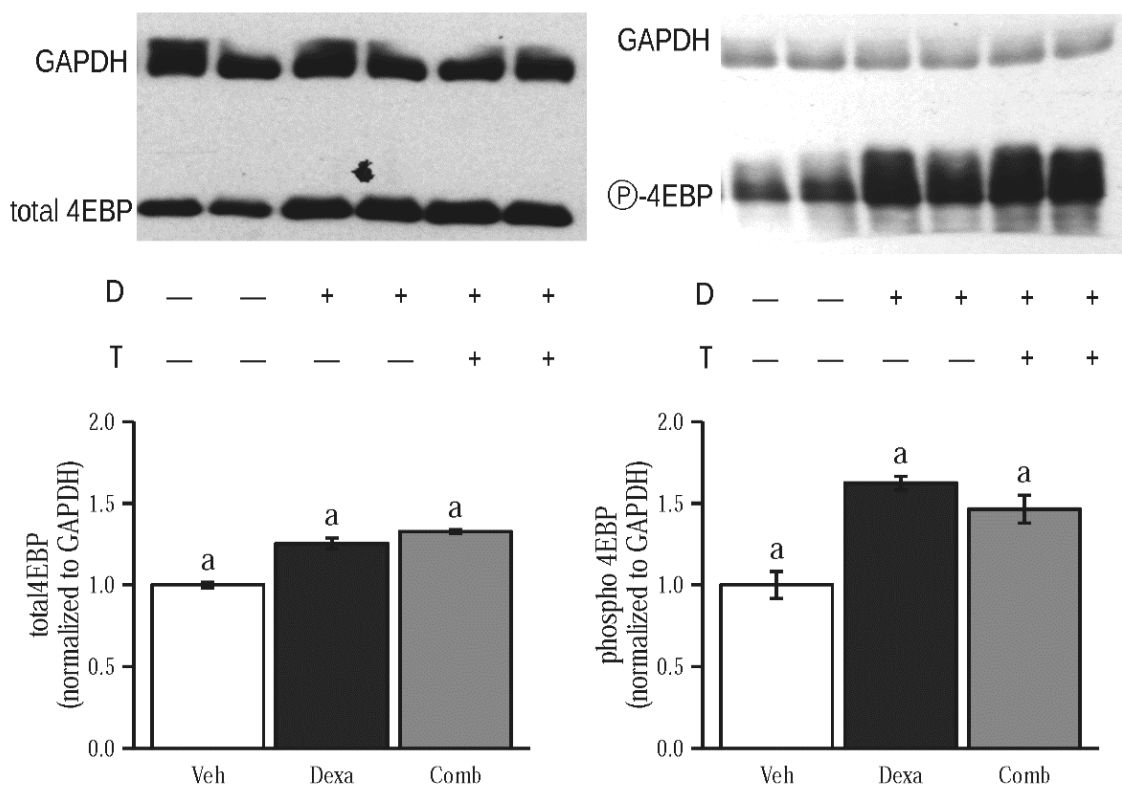 GAPDH
total 4EBP
D — — + + + +
T — — — — + +
total4EBP
(normalized to GAPDH)
2.0
1.5
1.0
0.5
0.0
a
a
a
Veh Dexa Comb
GAPDH
Ⓟ-4EBP
D — — + + + +
T — — — — + +
phospho 4EBP
(normalized to GAPDH)
2.0
1.5
1.0
0.5
0.0
a
a
a
Veh Dexa Comb